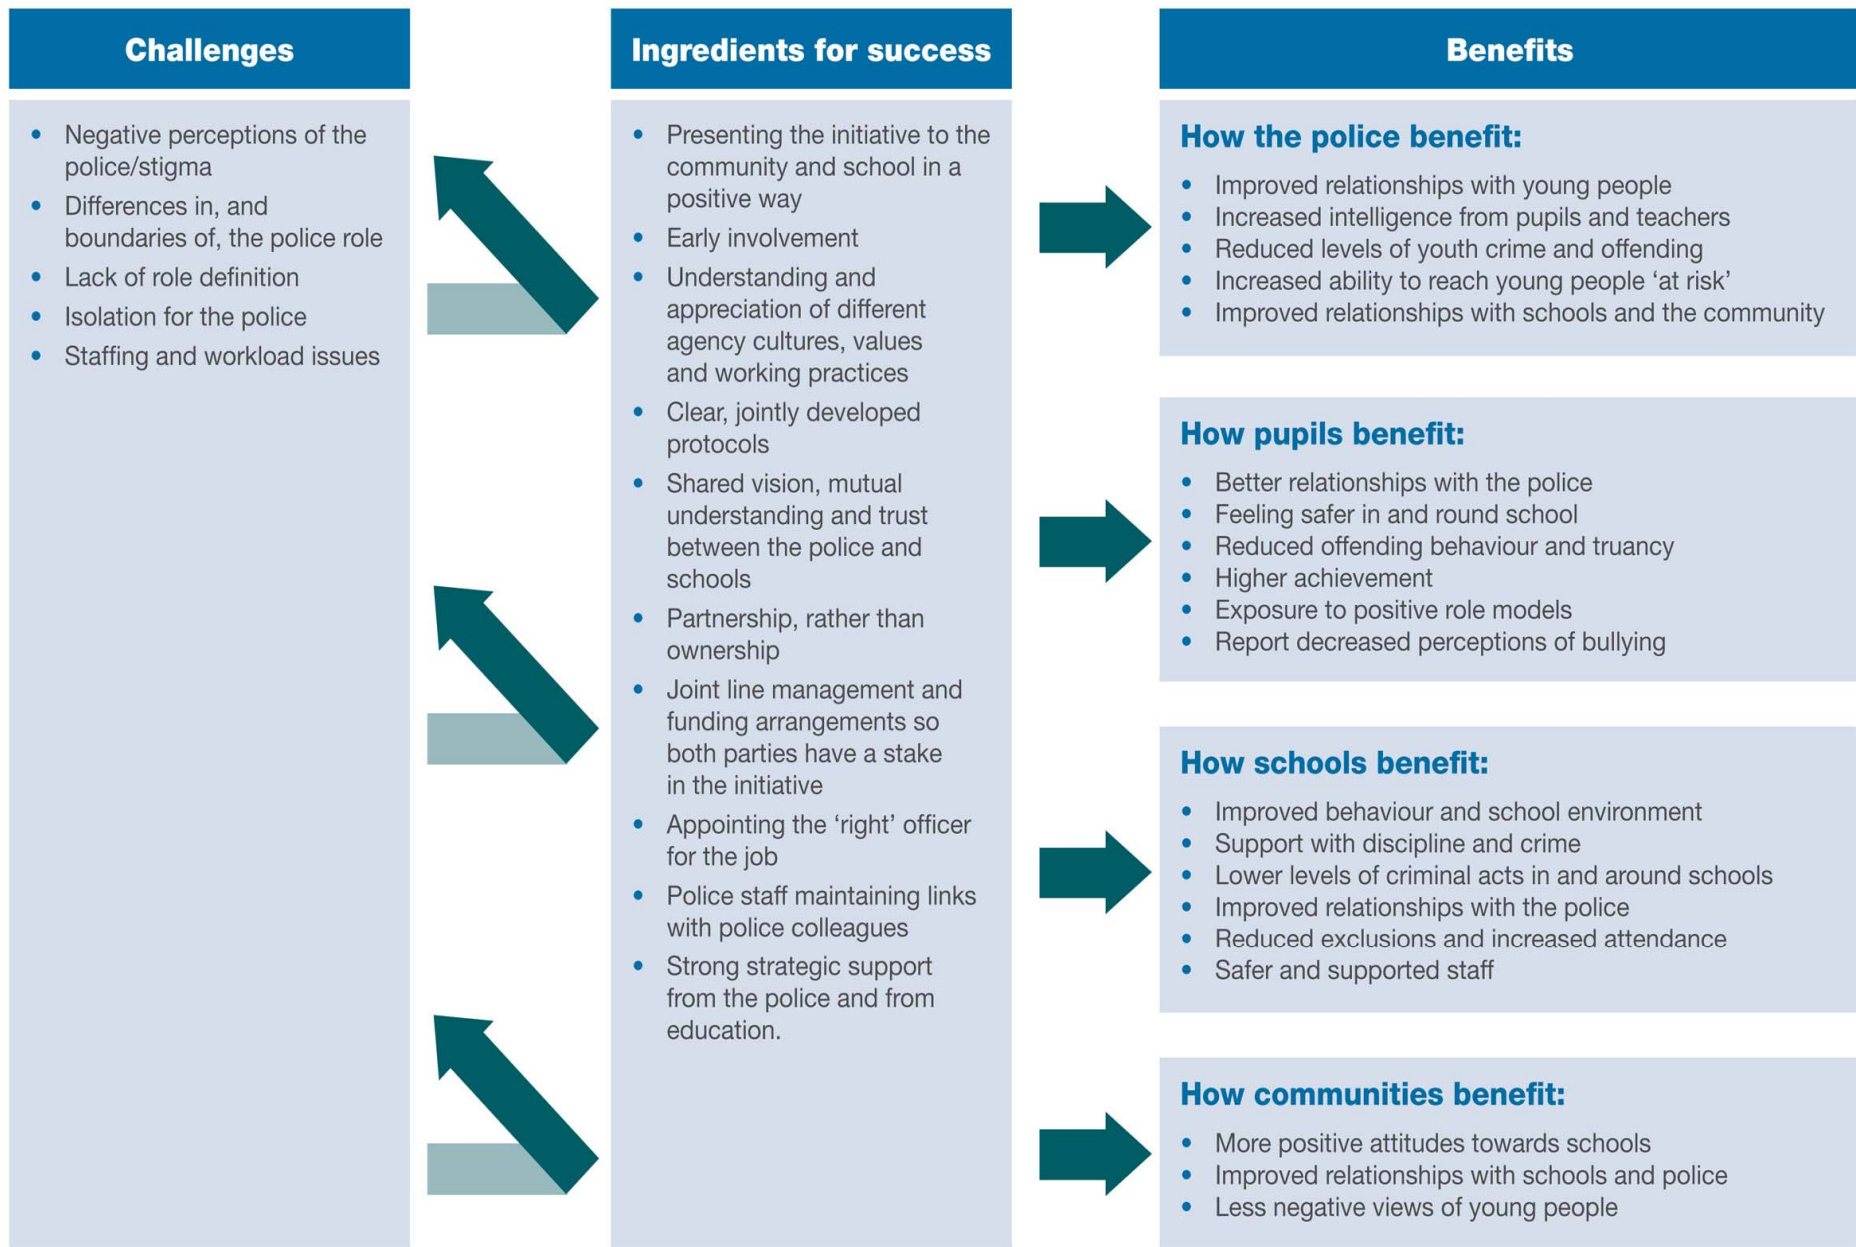 Challenges
• Negative perceptions of the
police/stigma
• Differences in, and
boundaries of, the police role
• Lack of role definition
• Isolation for the police
• Staffing and workload issues
Ingredients for success
• Presenting the initiative to the
community and school in a
positive way
• Early involvement
• Understanding and
appreciation of different
agency cultures, values
and working practices
• Clear, jointly developed
protocols
• Shared vision, mutual
understanding and trust
between the police and
schools
• Partnership, rather than
ownership
• Joint line management and
funding arrangements so
both parties have a stake
in the initiative
• Appointing the ‘right’ officer
for the job
• Police staff maintaining links
with police colleagues
• Strong strategic support
from the police and from
education.
Benefits
How the police benefit:
• Improved relationships with young people
• Increased intelligence from pupils and teachers
• Reduced levels of youth crime and offending
• Increased ability to reach young people ‘at risk’
• Improved relationships with schools and the community
How pupils benefit:
• Better relationships with the police
• Feeling safer in and round school
• Reduced offending behaviour and truancy
• Higher achievement
• Exposure to positive role models
• Report decreased perceptions of bullying
How schools benefit:
• Improved behaviour and school environment
• Support with discipline and crime
• Lower levels of criminal acts in and around schools
• Improved relationships with the police
• Reduced exclusions and increased attendance
• Safer and supported staff
How communities benefit:
• More positive attitudes towards schools
• Improved relationships with schools and police
• Less negative views of young people